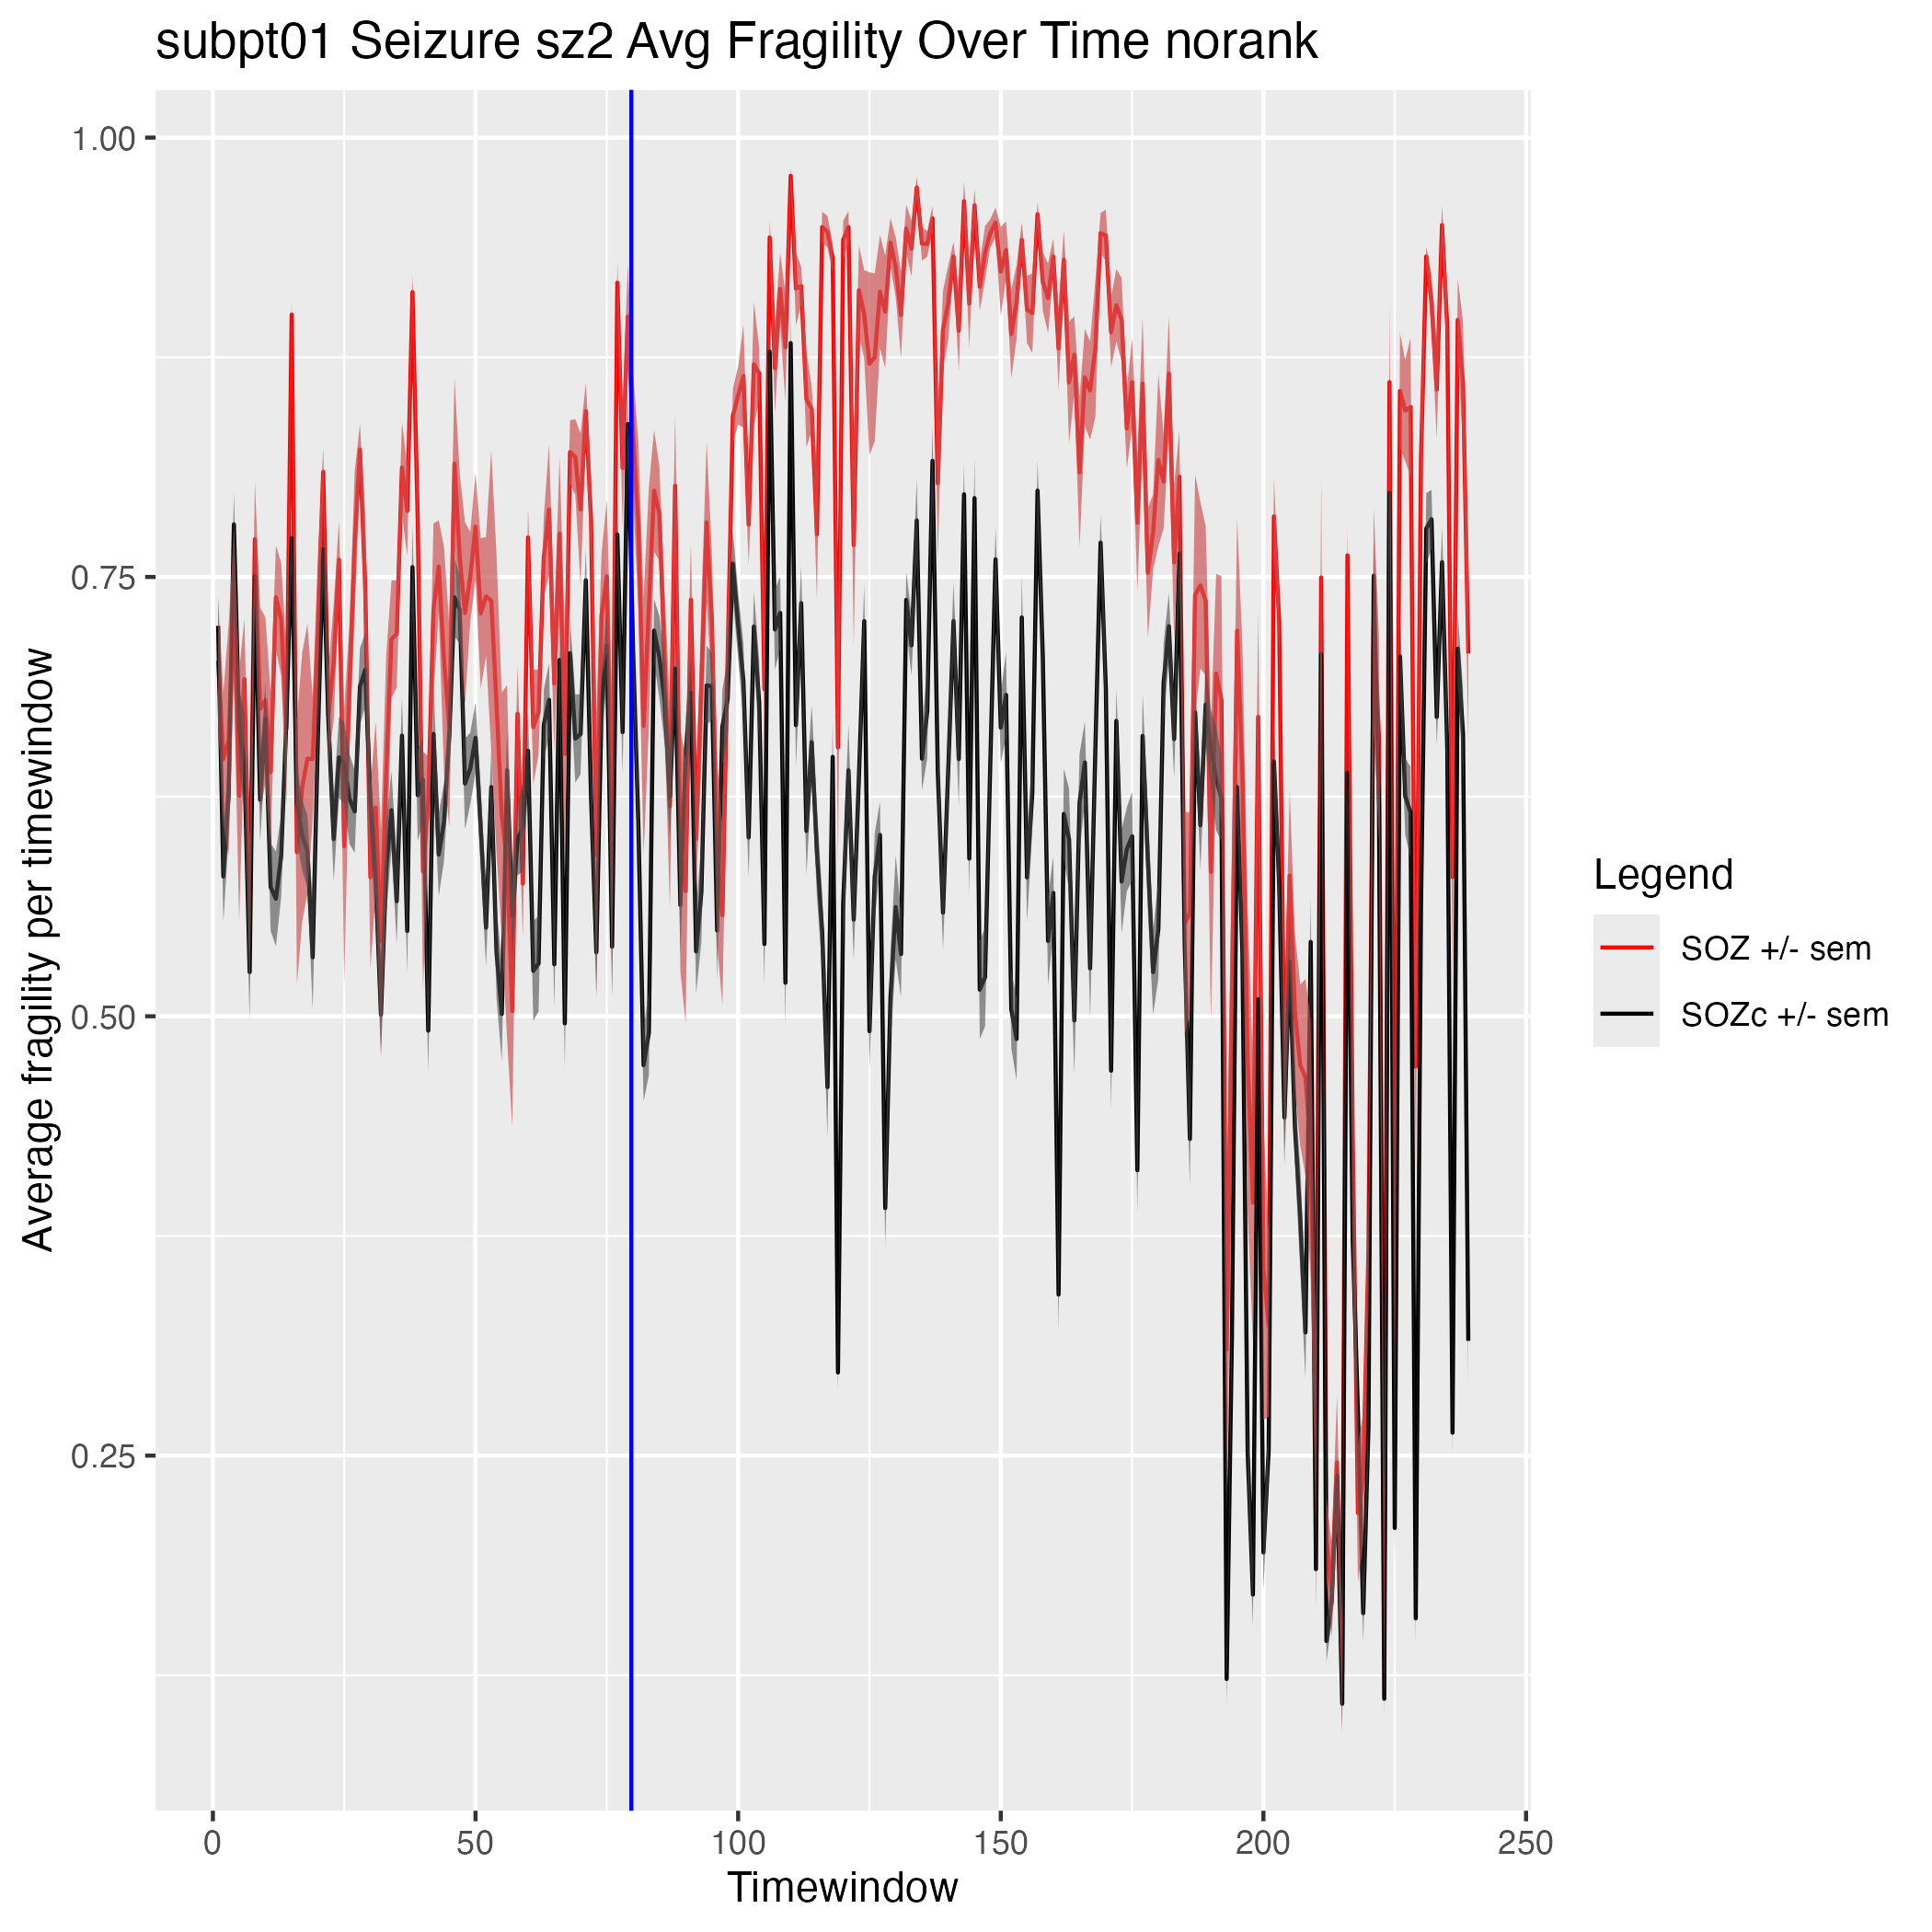 subpt01 Seizure sz2 Avg Fragility Over Time norank
1.00
0.75
0.50
0.25
Average fragility per timewindow
0 50 100 150 200 250
Timewindow
Legend
SOZ +/- sem
SOZc +/- sem